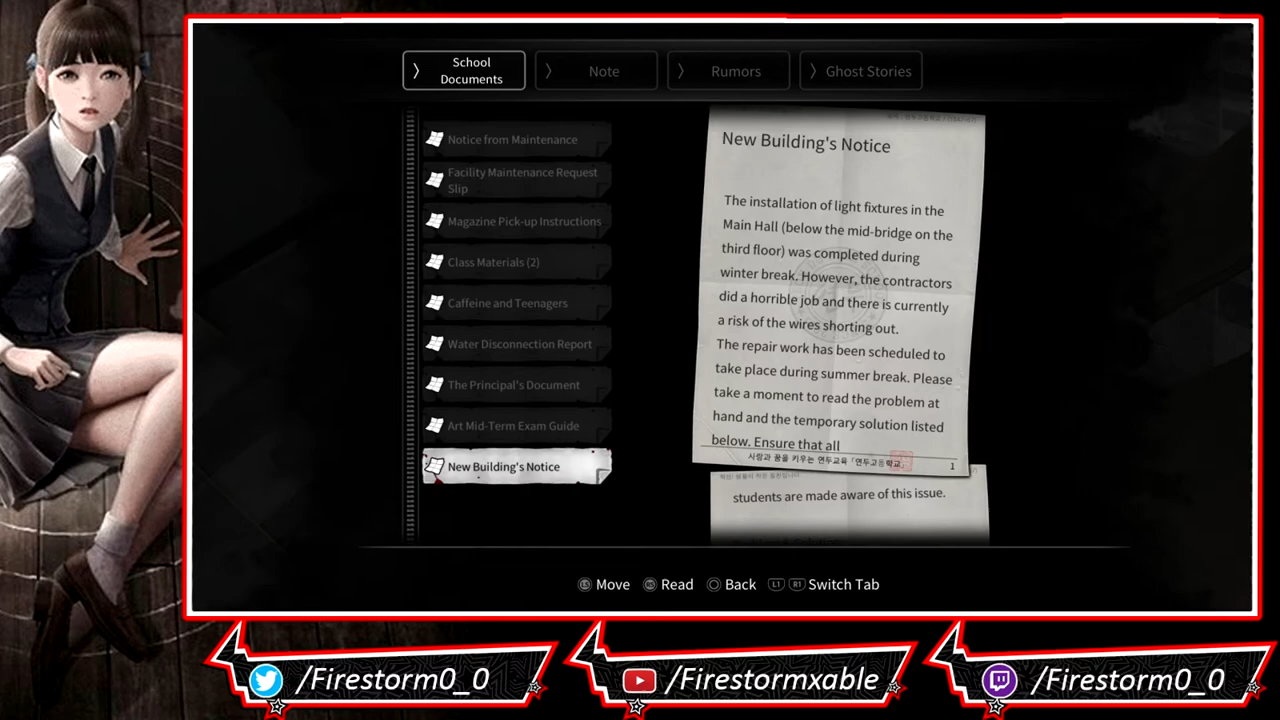 School
Documents
Note
Rumors
Ghost Stories
Notice from Maintenance
Facility Maintenance Request
Slip
Magazine Pick-up Instructions
Class Materials (2)
Caffeine and Teenagers
Water Disconnection Report
The Principal's Document
Art Mid-Term Exam Guide
New Building's Notice
New Building's Notice
The installation of light fixtures in the
Main Hall (below the mid-bridge on the
third floor) was completed during
winter break. However, the contractors
did a horrible job and there is currently
a risk of the wires shorting out.
The repair work has been scheduled to
take place during summer break. Please
take a moment to read the problem at
hand and the temporary solution listed
below. Ensure that all
사랑과 꿈을 키우는 연두교육 「연두고등학교」
1
students are made aware of this issue.
Move
Read
Back
L1
R1
Switch Tab
/Firestorm0_0
/Firestormxable
/Firestorm0_0